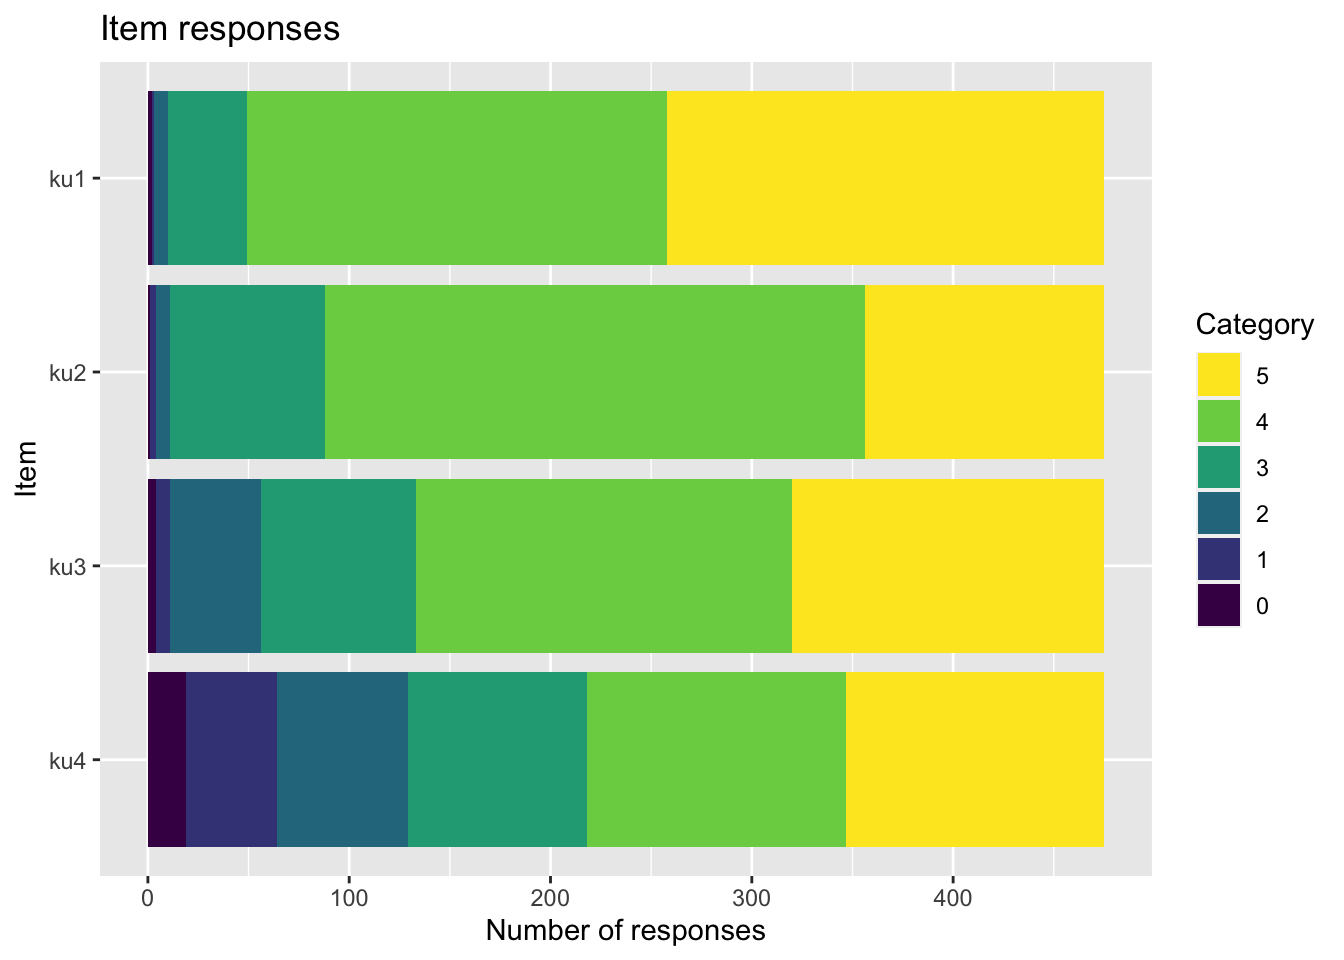 Item responses
ku1
ku2
ku3
ku4
Item
0 100 200 300 400
Number of responses
Category
5
4
3
2
1
0